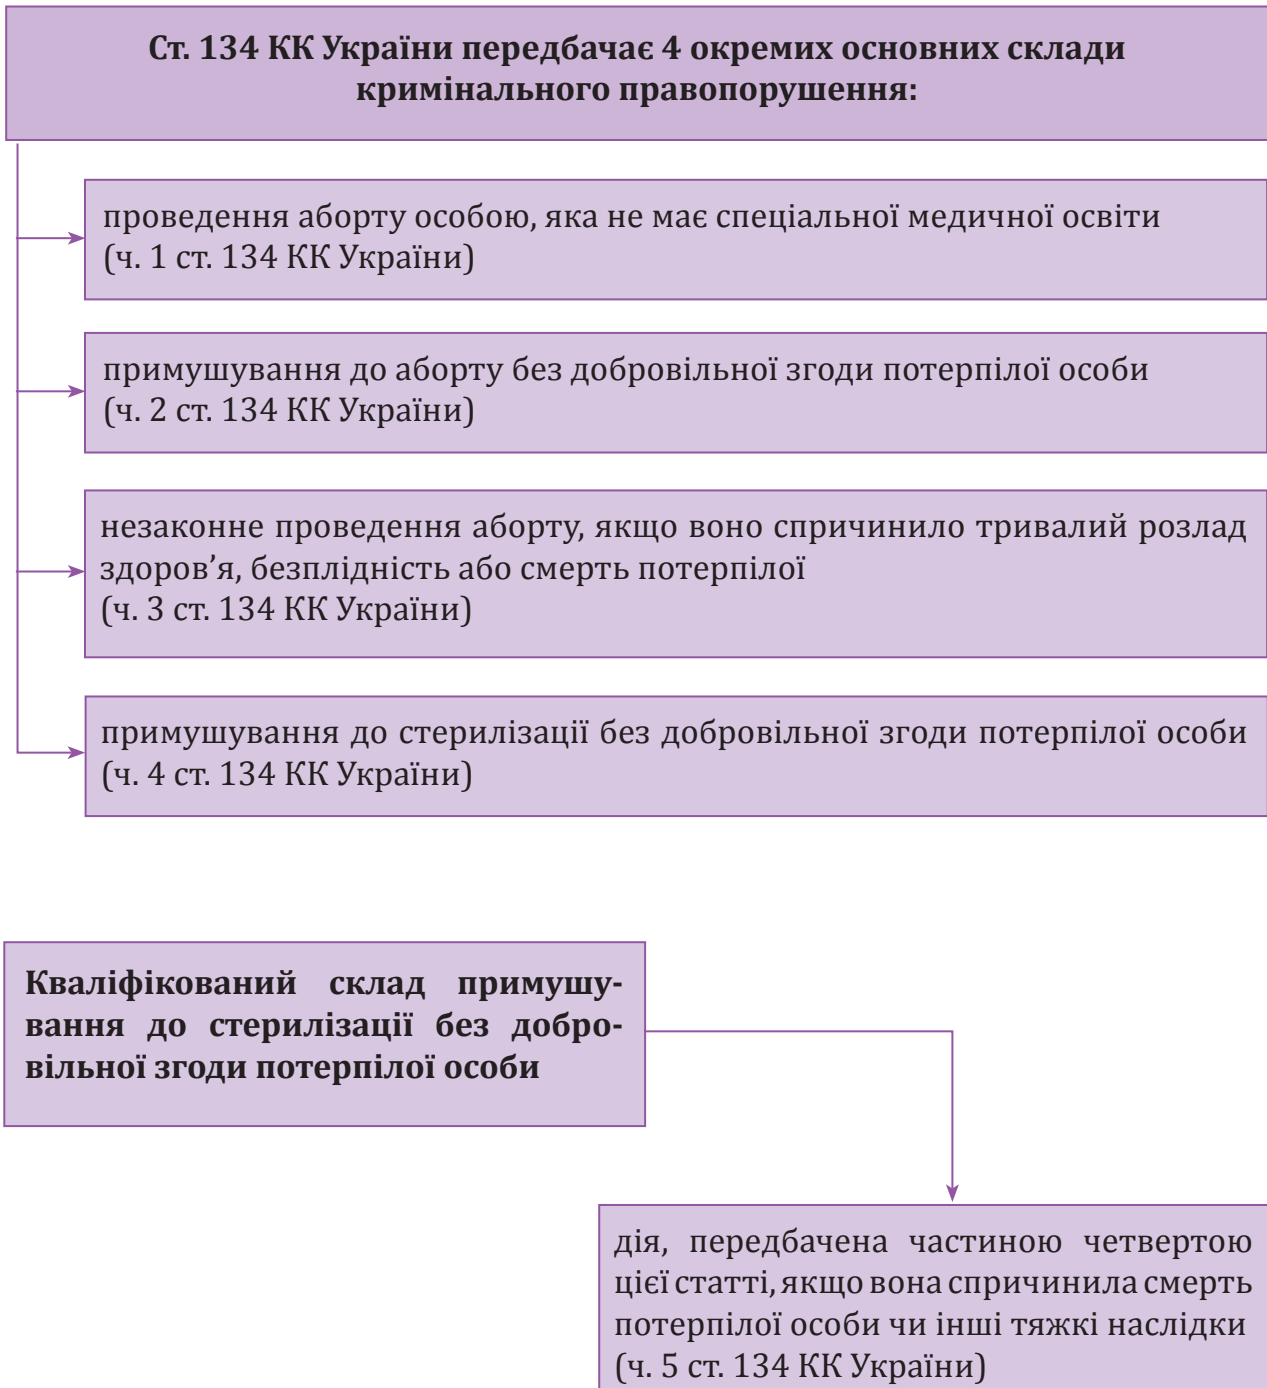 Ст. 134 КК України передбачає 4 окремих основних склади
кримінального правопорушення:
проведення аборту особою, яка не має спеціальної медичної освіти
(ч. 1 ст. 134 КК України)
примушування до аборту без добровільної згоди потерпілої особи
(ч. 2 ст. 134 КК України)
незаконне проведення аборту, якщо воно спричинило тривалий розлад
здоров’я, безплідність або смерть потерпілої
(ч. 3 ст. 134 КК України)
примушування до стерилізації без добровільної згоди потерпілої особи
(ч. 4 ст. 134 КК України)
Кваліфікований склад примушу-
вання до стерилізації без добро-
вільної згоди потерпілої особи
дія, передбачена частиною четвертою
цієї статті, якщо вона спричинила смерть
потерпілої особи чи інші тяжкі наслідки
(ч. 5 ст. 134 КК України)